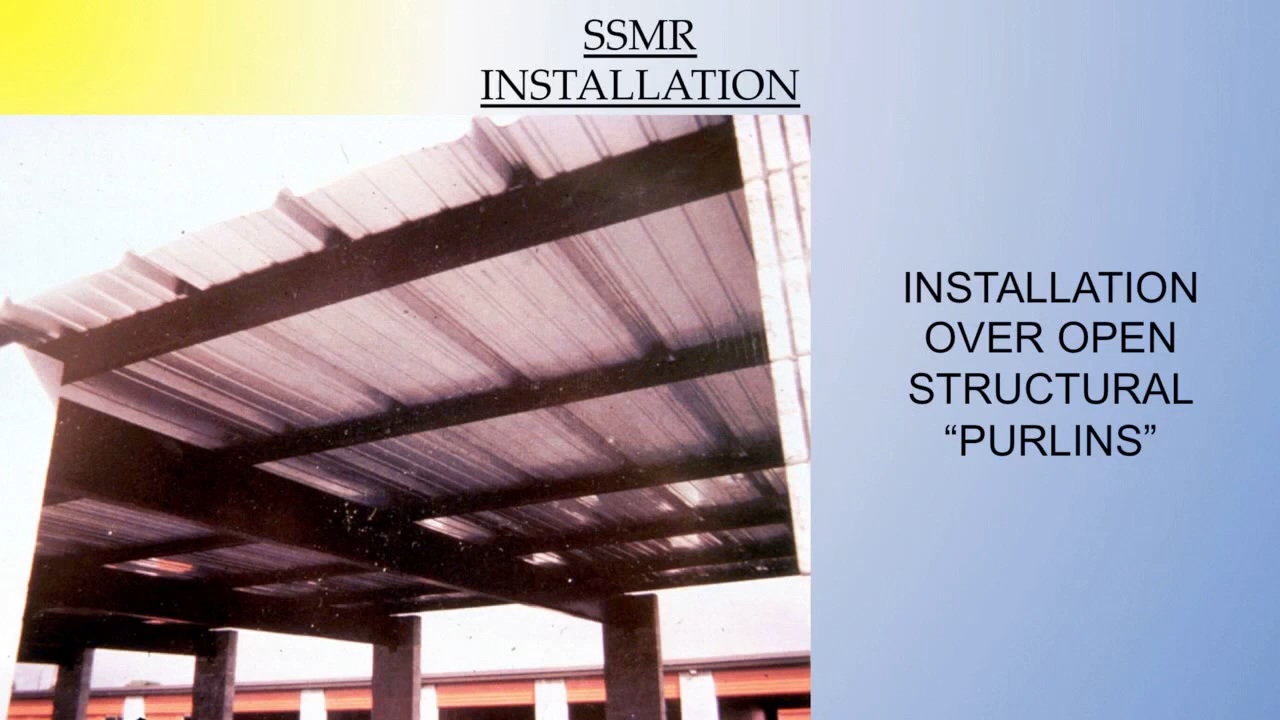 SSMR
INSTALLATION
INSTALLATION
OVER OPEN
STRUCTURAL
“PURLINS”